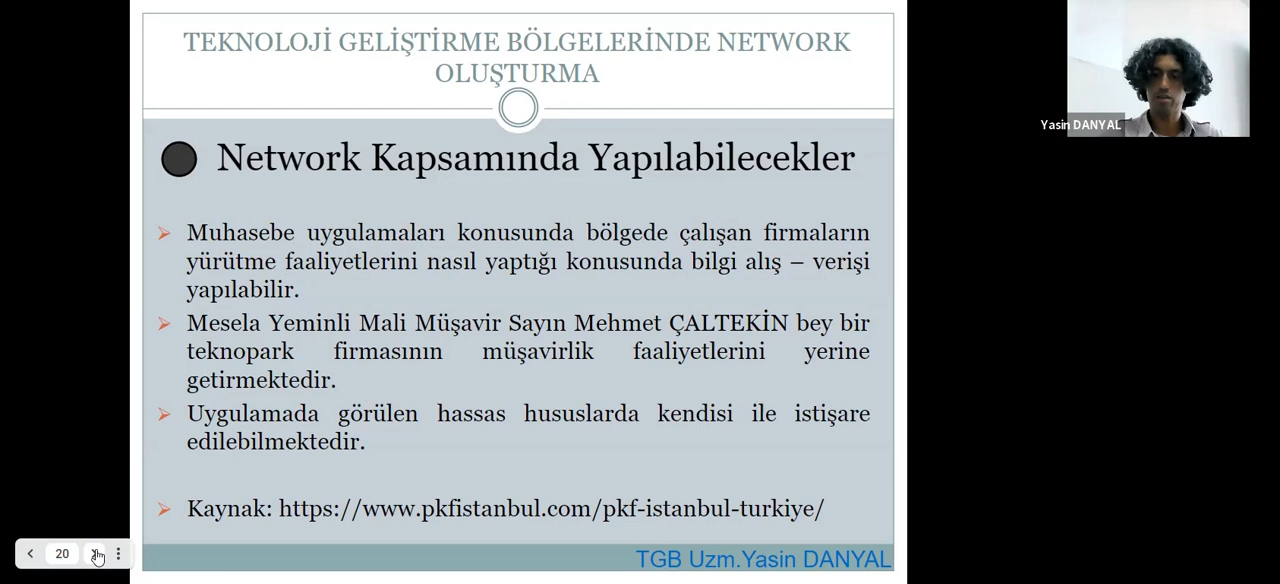 TEKNOLOJİ GELİŞTİRME BÖLGELERİNDE NETWORK
OLUŞTURMA
Network Kapsamında Yapılabilecekler
Muhasebe uygulamaları konusunda bölgede çalışan firmaların
yürütme faaliyetlerini nasıl yaptığı konusunda bilgi alış – verişi
yapılabilir.
Mesela Yeminli Mali Müşavir Sayın Mehmet ÇALTEKİN bey bir
teknopark firmasının müşavirlik faaliyetlerini yerine
getirmektedir.
Uygulamada görülen hassas hususlarda kendisi ile istişare
edilebilmektedir.
Kaynak: https://www.pkfistanbul.com/pkf-istanbul-turkiye/
TGB Uzm.Yasin DANYAL
20
Yasin DANYAL